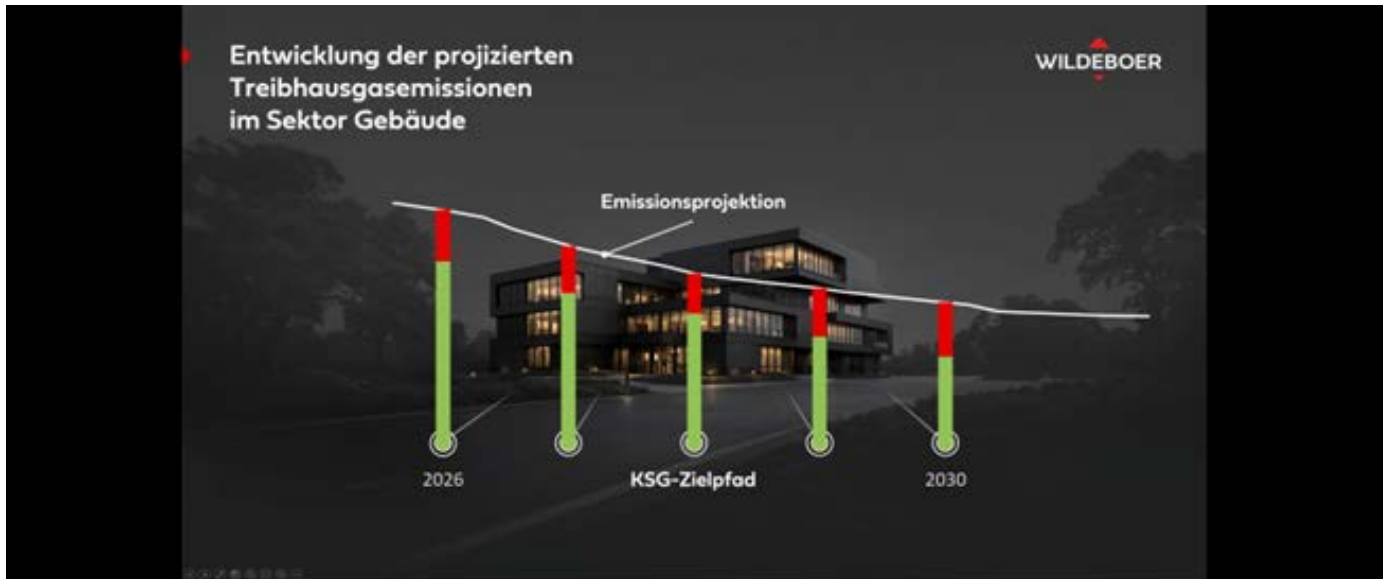 Entwicklung der projizierten
Treibhausgasemissionen
im Sektor Gebäude
WILDEBOER
Emissionsprojektion
2026
KSG-Zielpfad
2030